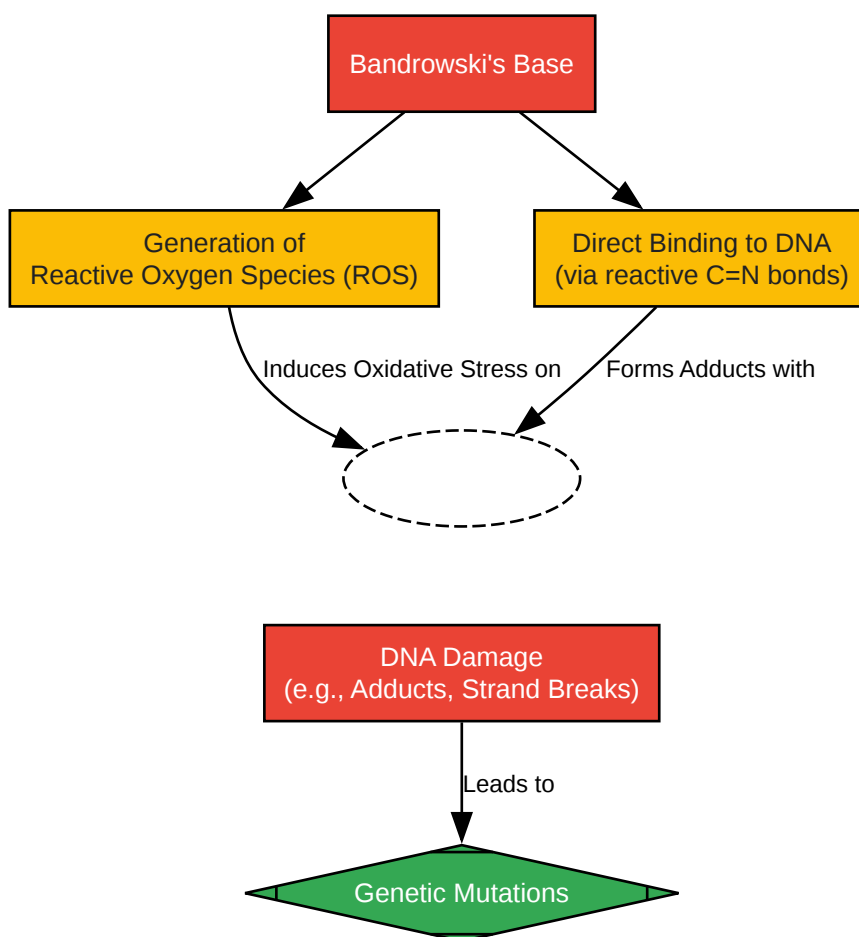 Bandrowski's Base
Generation of
Reactive Oxygen Species (ROS)
Direct Binding to DNA
(via reactive C=N bonds)
Induces Oxidative Stress on
Forms Adducts with
DNA Damage
(e.g., Adducts, Strand Breaks)
Leads to
Genetic Mutations